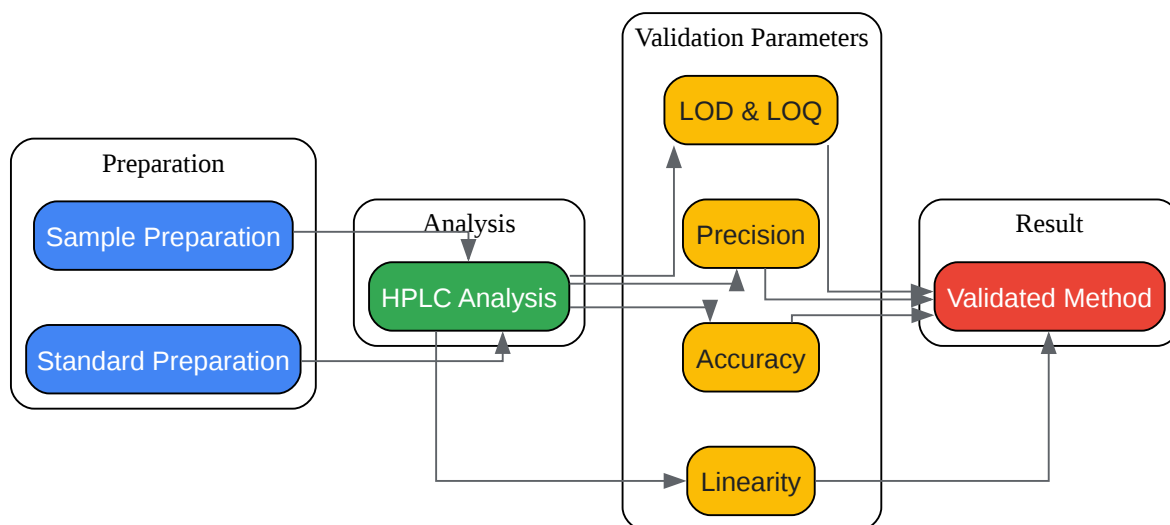 Preparation
Sample Preparation
Standard Preparation
Analysis
HPLC Analysis
Validation Parameters
LOD & LOQ
Precision
Accuracy
Linearity
Result
Validated Method